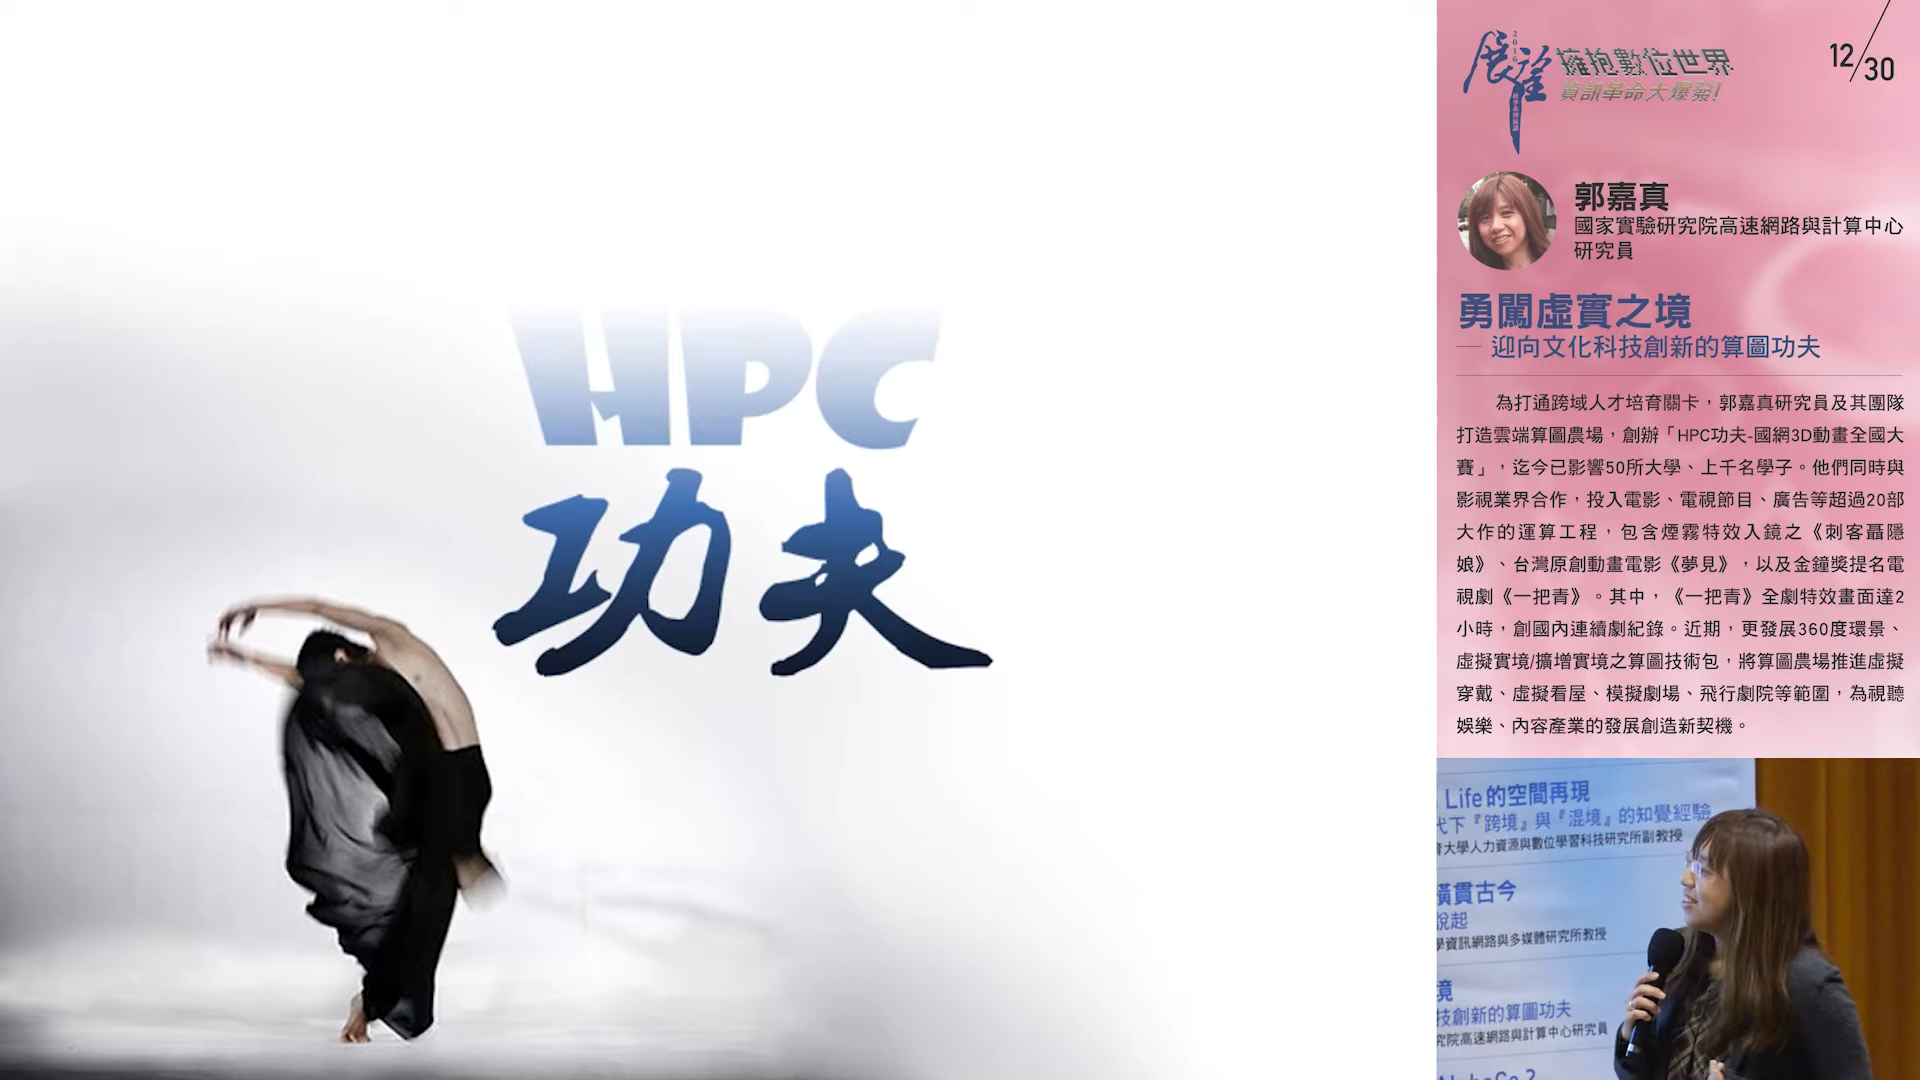 HPC
功夫
展望
2016
秋季系列演講
擁抱數位世界
資訊革命大爆發!
12/30
郭嘉真
國家實驗研究院高速網路與計算中心
研究員
勇闖虛實之境
— 迎向文化科技創新的算圖功夫
為打通跨域人才培育關卡,郭嘉真研究員及其團隊
打造雲端算圖農場,創辦「HPC功夫-國網3D動畫全國大
賽」,迄今已影響50所大學、上千名學子。他們同時與
影視業界合作,投入電影、電視節目、廣告等超過20部
大作的運算工程,包含煙霧特效入鏡之《刺客聶隱
娘》、台灣原創動畫電影《夢見》,以及金鐘獎提名電
視劇《一把青》。其中,《一把青》全劇特效畫面達2
小時,創國內連續劇紀錄。近期,更發展360度環景、
虛擬實境/擴增實境之算圖技術包,將算圖農場推進虛擬
穿戴、虛擬看屋、模擬劇場、飛行劇院等範圍,為視聽
娛樂、內容產業的發展創造新契機。
Life的空間再現
代下『跨境』與『混境』的知覺經驗
大學人力資源與數位學習科技研究所副教授
橫貫古今
說起
學資訊網路與多媒體研究所教授
境
技創新的算圖功夫
究院高速網路與計算中心研究員